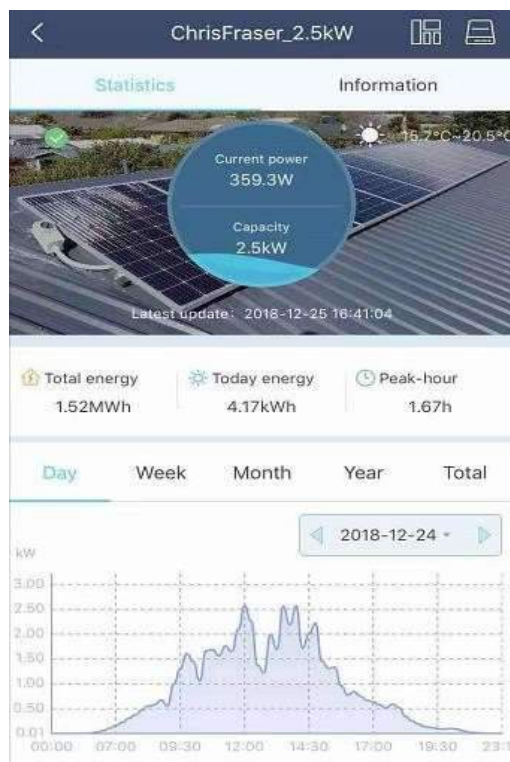 ChrisFraser_2.5kW
Statistics Information
15.7°C~20.5°C
Current power
359.3W
Capacity
2.5kW
Latest update: 2018-12-25 16:41:04
Total energy Today energy Peak-hour
1.52MWh 4.17kWh 1.67h
Day Week Month Year Total
2018-12-24
kW
3.00
2.50
2.00
1.50
1.00
0.50
0.01
00:00 07:00 09:30 12:00 14:30 17:00 19:30 23:1